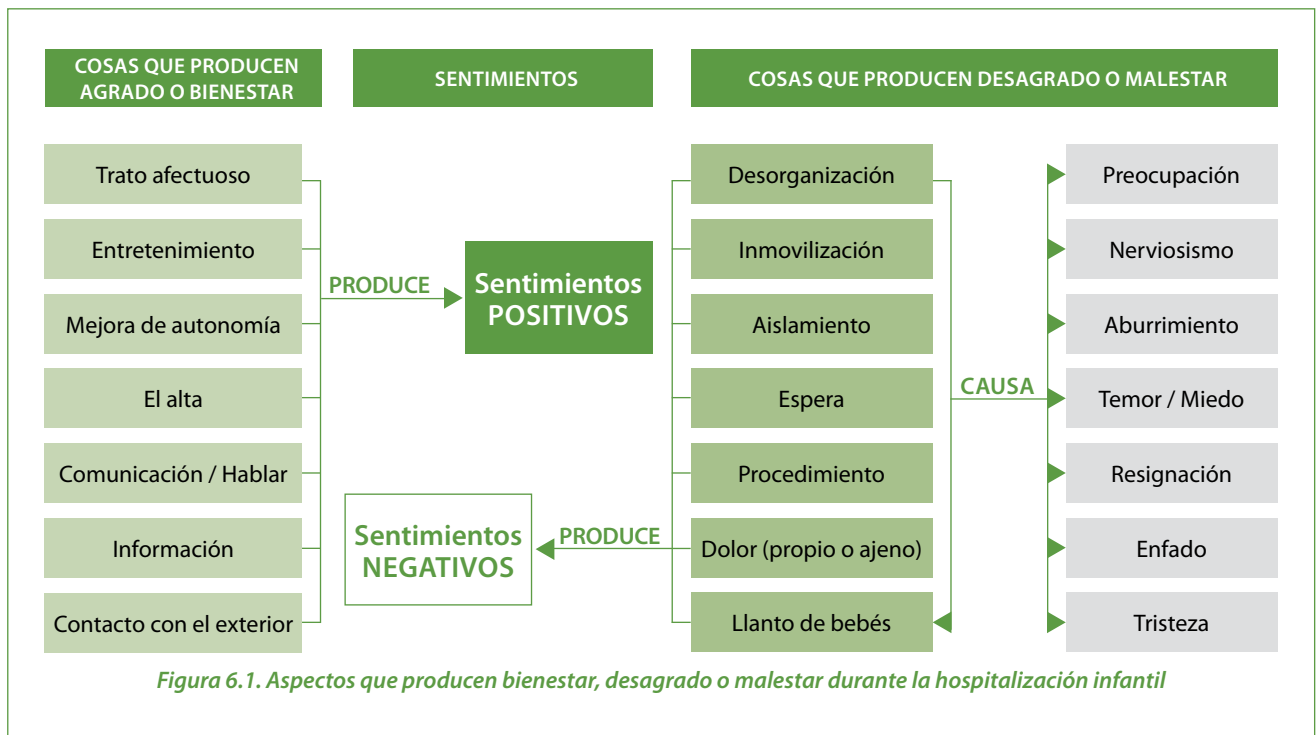 COSAS QUE PRODUCEN
AGRADO O BIENESTAR
SENTIMIENTOS
COSAS QUE PRODUCEN DESAGRADO O MALESTAR
Trato afectuoso
Entretenimiento
Mejora de autonomía
El alta
Comunicación / Hablar
Información
Contacto con el exterior
PRODUCE
Sentimientos
POSITIVOS
Sentimientos
NEGATIVOS
PRODUCE
Desorganización
Inmovilización
Aislamiento
Espera
Procedimiento
Dolor (propio o ajeno)
Llanto de bebés
CAUSA
Preocupación
Nerviosismo
Aburrimiento
Temor / Miedo
Resignación
Enfado
Tristeza
Figura 6.1. Aspectos que producen bienestar, desagrado o malestar durante la hospitalización infantil